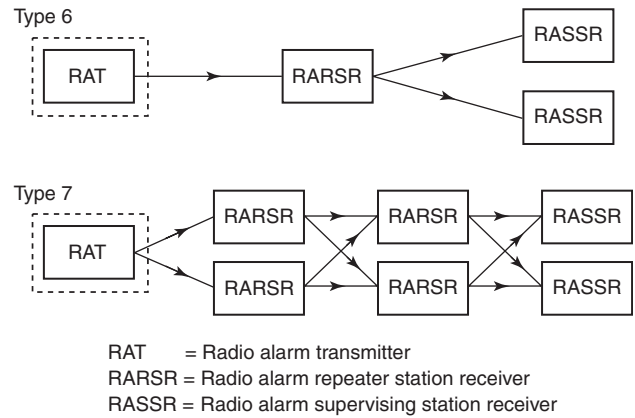 Type 6
RAT
RARSR
RASSR
RASSR
Type 7
RAT
RARSR
RARSR
RASSR
RARSR
RARSR
RASSR
RAT = Radio alarm transmitter
RARSR = Radio alarm repeater station receiver
RASSR = Radio alarm supervising station receiver